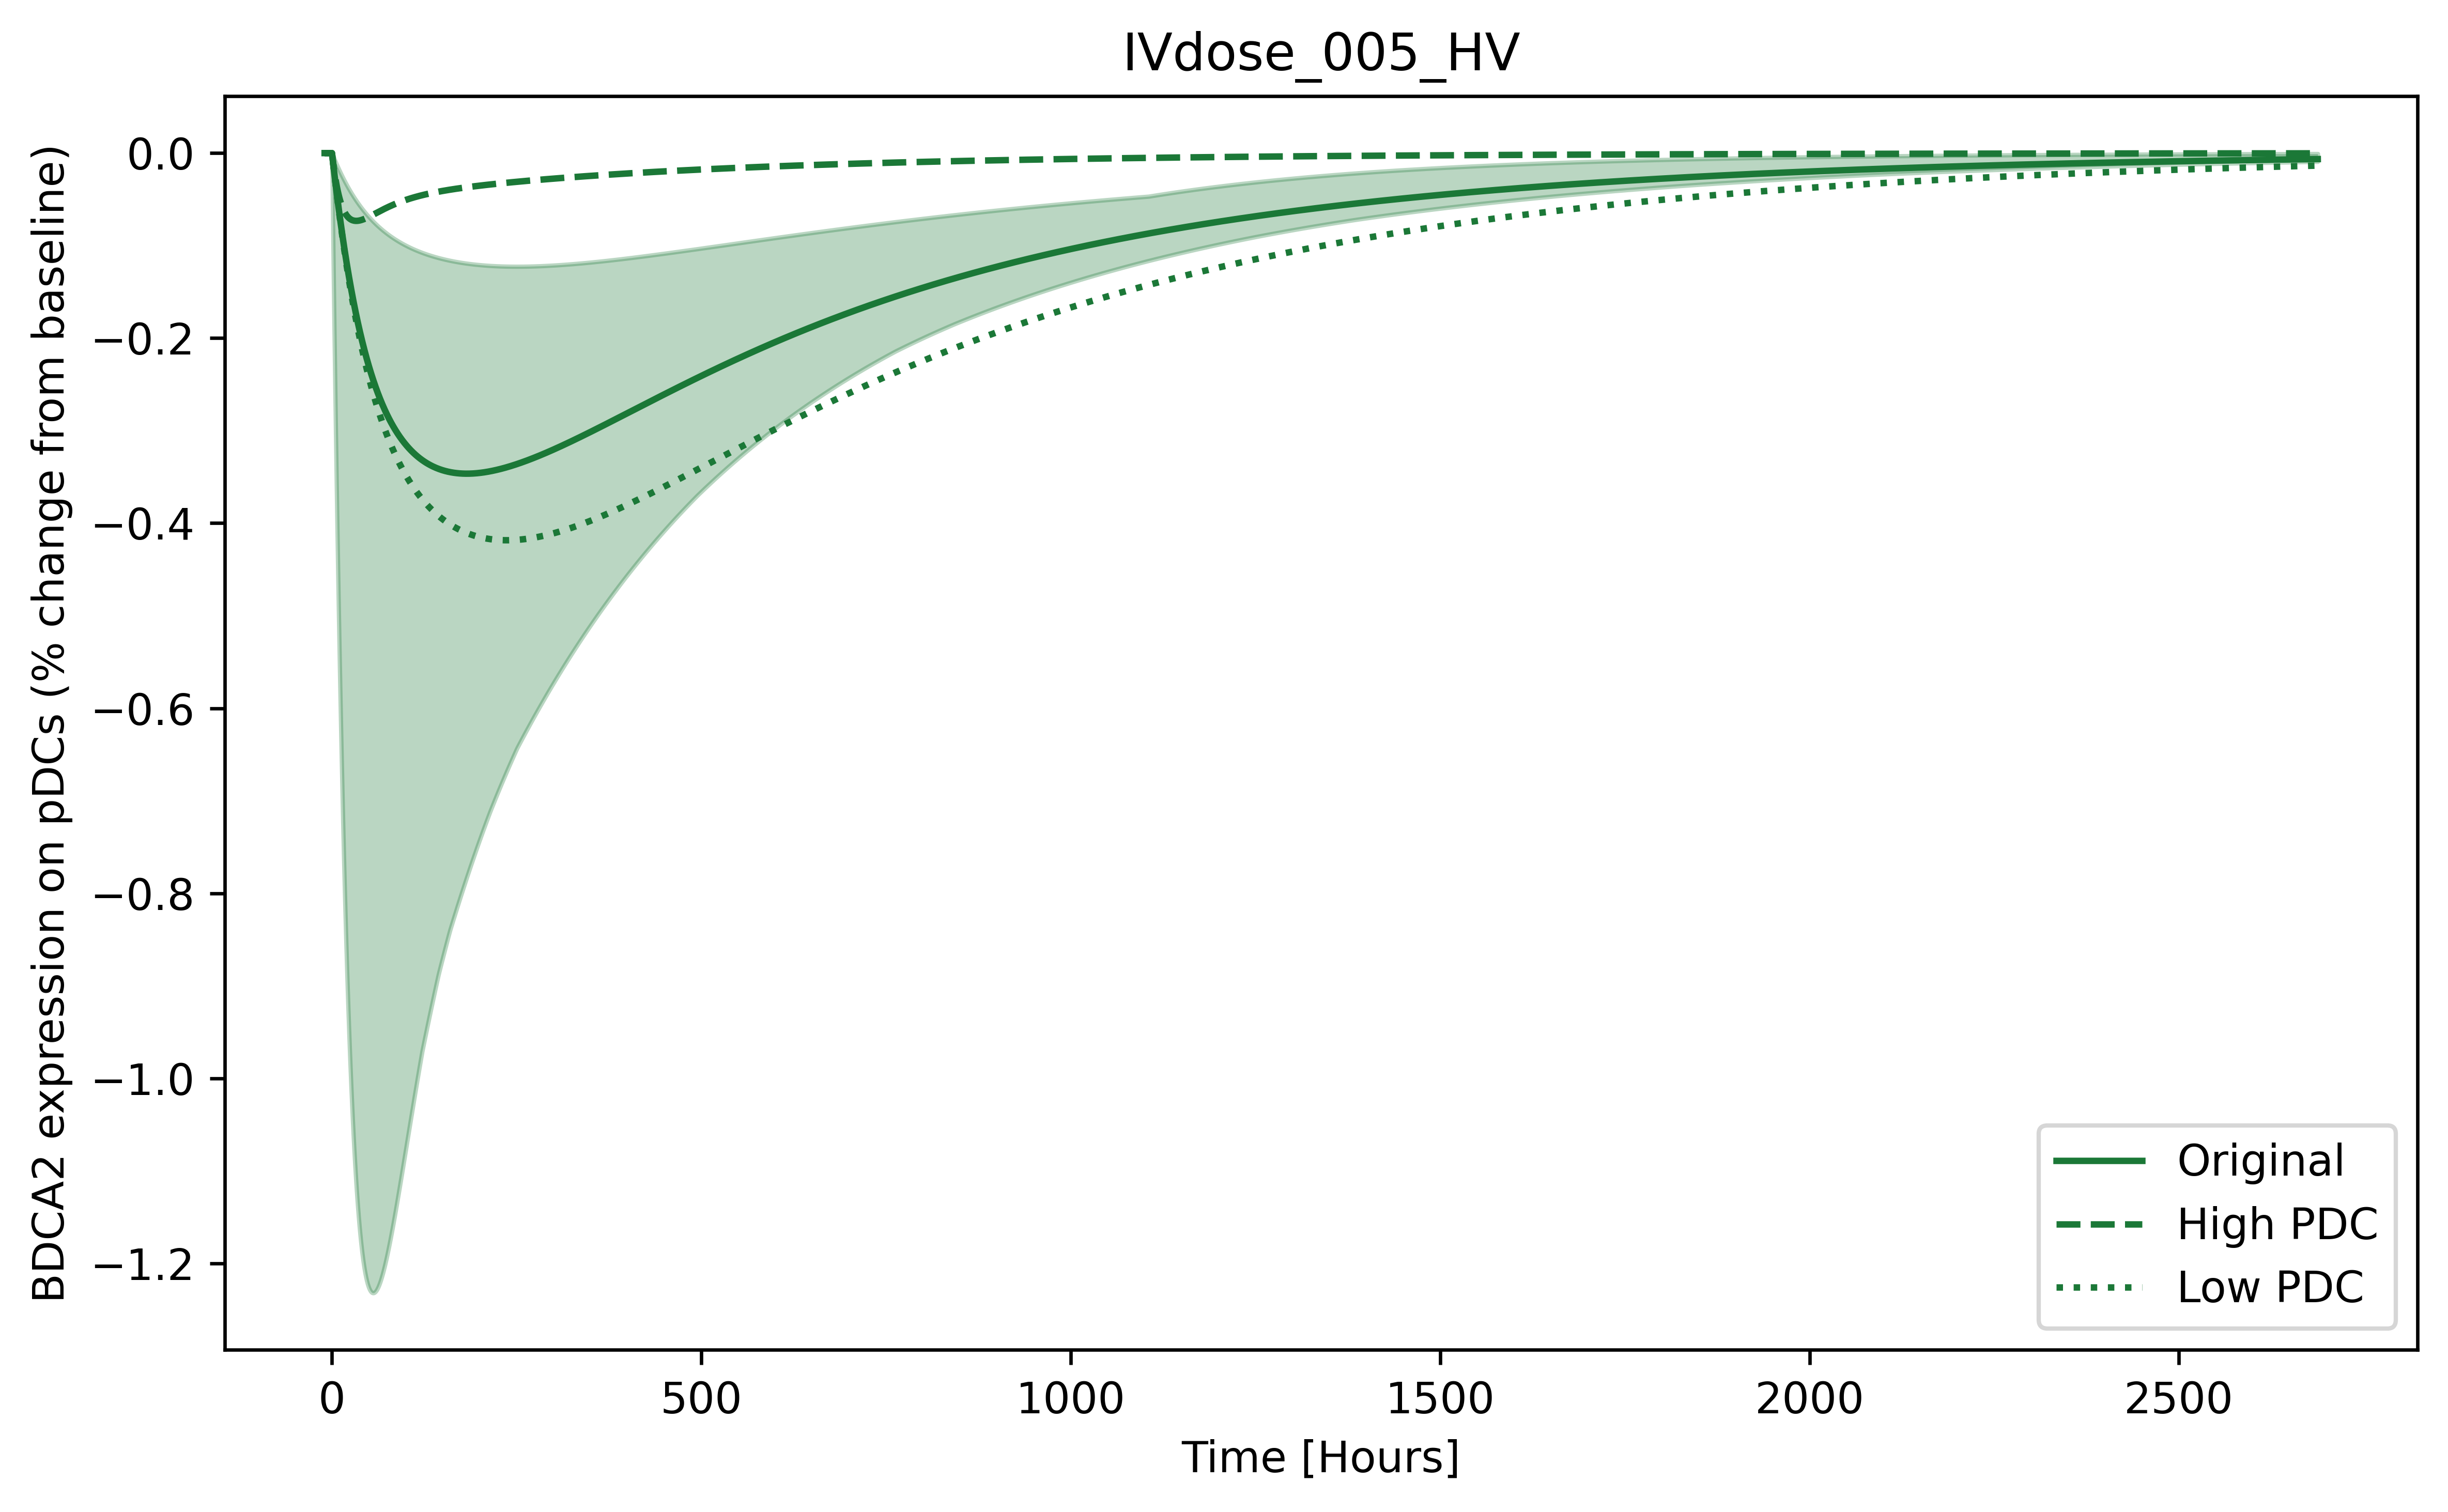 IVdose_005_HV
BDCA2 expression on pDCs (% change from baseline)
0.0
−0.2
−0.4
−0.6
−0.8
−1.0
−1.2
0
500
1000
1500
2000
2500
Time [Hours]
Original
High PDC
Low PDC